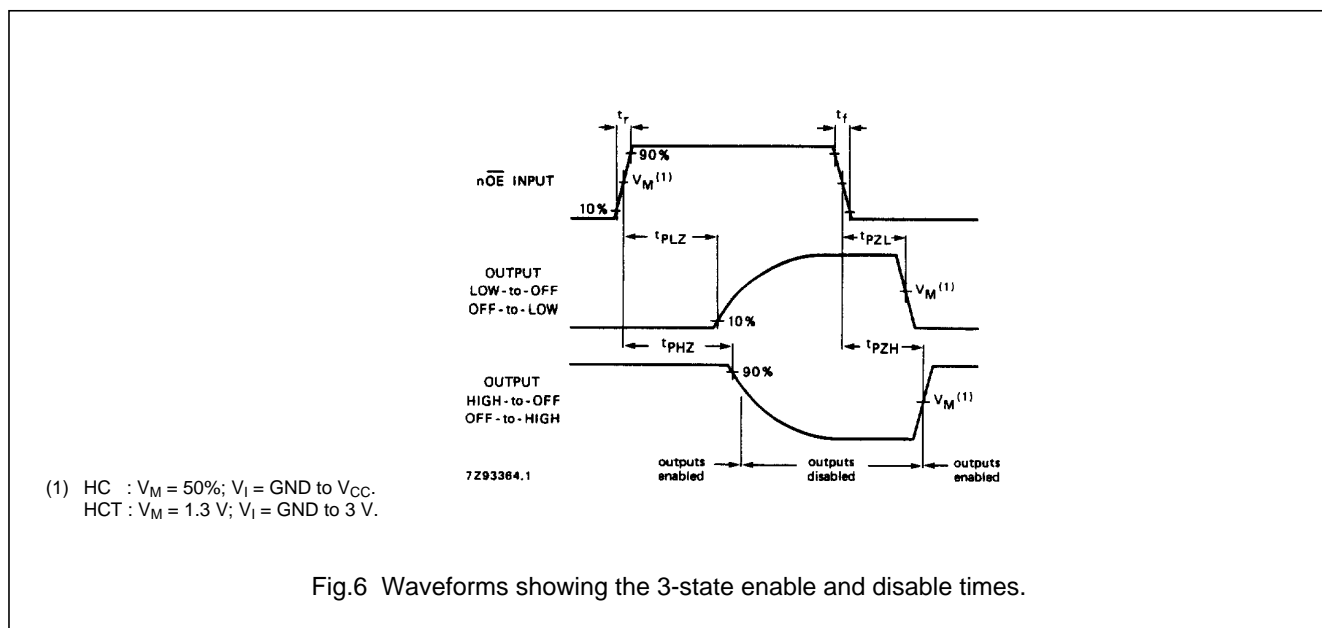 tr
tf
90%
nOE INPUT
VM(1)
10%
tPLZ
tPZL
OUTPUT
LOW-to-OFF
OFF-to-LOW
VM(1)
10%
tPHZ
tPZH
90%
OUTPUT
HIGH-to-OFF
OFF-to-HIGH
VM(1)
outputs
enabled
outputs
disabled
outputs
enabled
7Z93364.1
(1) HC : VM = 50%; VI = GND to VCC.
HCT : VM = 1.3 V; VI = GND to 3 V.
Fig.6 Waveforms showing the 3-state enable and disable times.